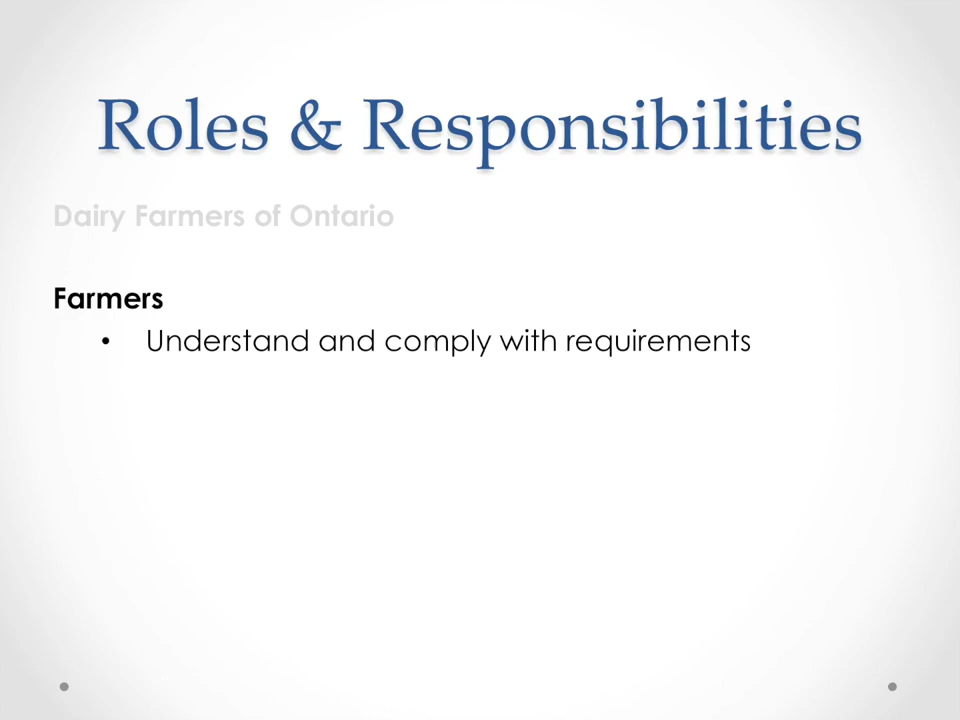 Roles & Responsibilities
Dairy Farmers of Ontario
Farmers
• Understand and comply with requirements